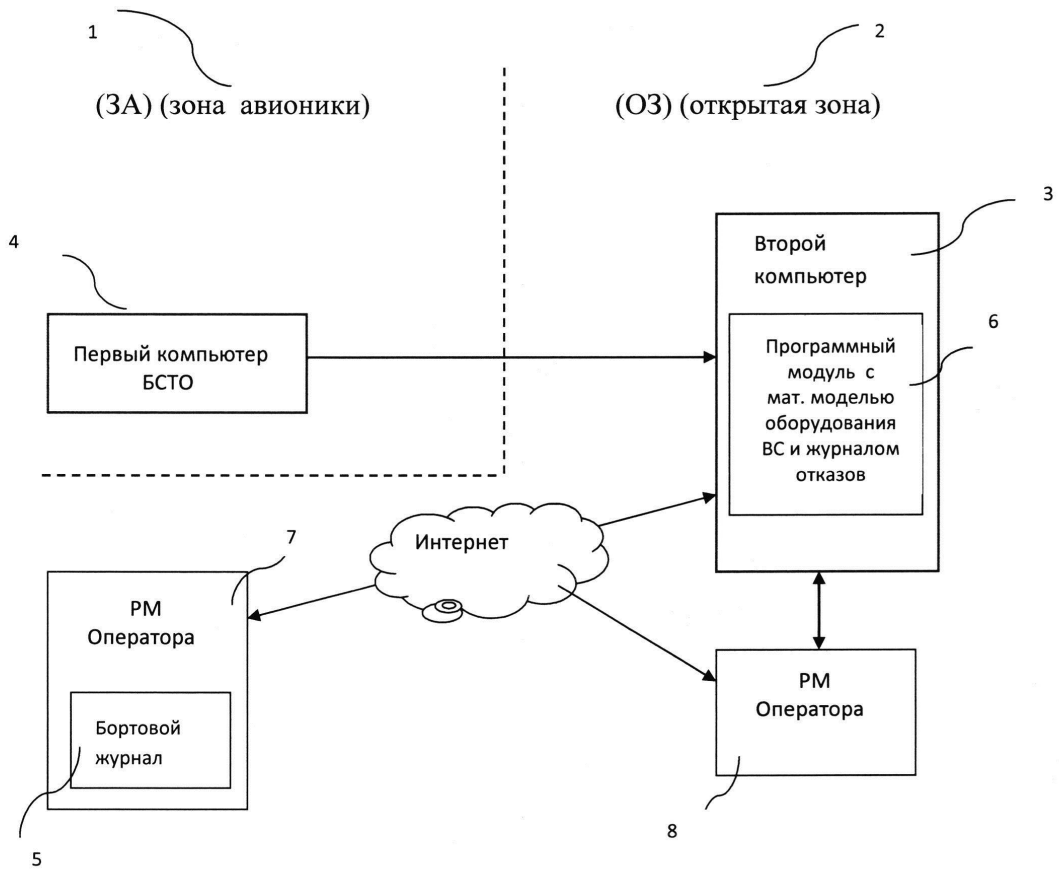 1
2
(ЗА) (зона авионики)
(ОЗ) (открытая зона)
3
4
Второй
компьютер
6
Первый компьютер
БСТО
Программный
модуль с
мат. моделью
оборудования
ВС и журналом
отказов
Интернет
7
РМ
Оператора
РМ
Оператора
Бортовой
журнал
8
5